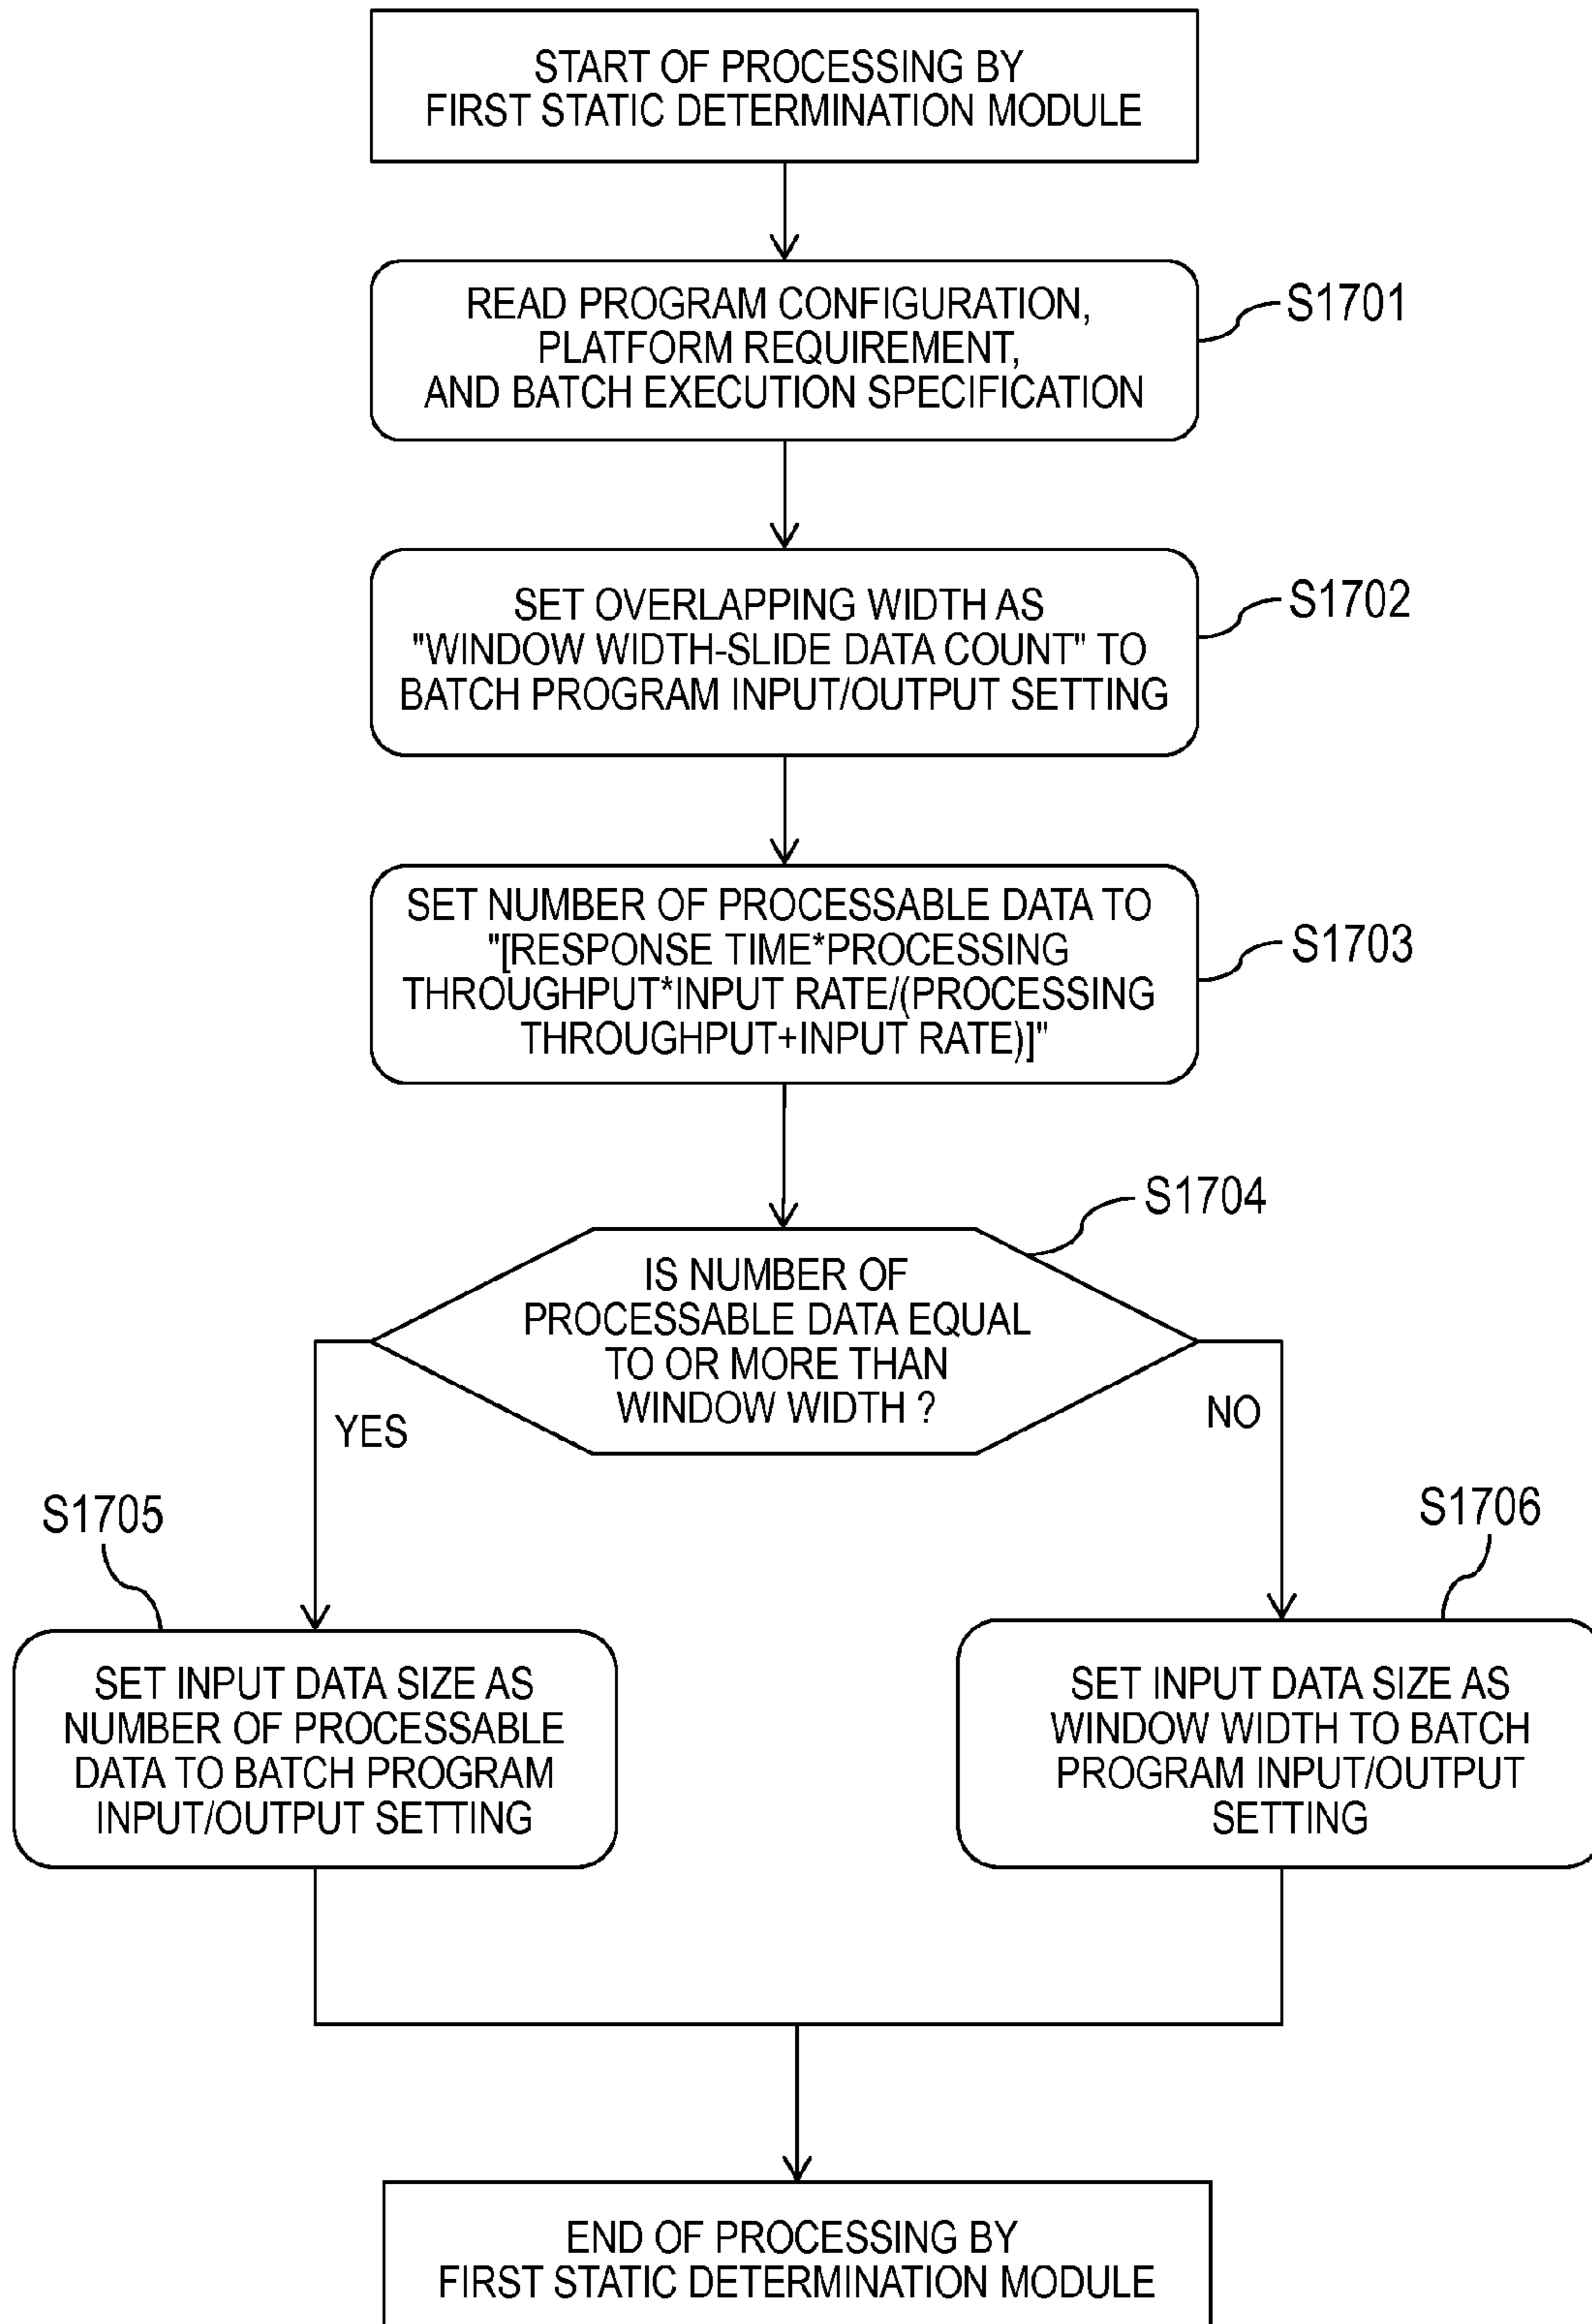 START OF PROCESSING BY
FIRST STATIC DETERMINATION MODULE
READ PROGRAM CONFIGURATION,
PLATFORM REQUIREMENT,
AND BATCH EXECUTION SPECIFICATION
S1701
SET OVERLAPPING WIDTH AS
"WINDOW WIDTH-SLIDE DATA COUNT" TO
BATCH PROGRAM INPUT/OUTPUT SETTING
S1702
SET NUMBER OF PROCESSABLE DATA TO
"[RESPONSE TIME*PROCESSING
THROUGHPUT*INPUT RATE/(PROCESSING
THROUGHPUT+INPUT RATE)]"
S1703
S1704
IS NUMBER OF
PROCESSABLE DATA EQUAL
TO OR MORE THAN
WINDOW WIDTH ?
YES
NO
S1705
SET INPUT DATA SIZE AS
NUMBER OF PROCESSABLE
DATA TO BATCH PROGRAM
INPUT/OUTPUT SETTING
S1706
SET INPUT DATA SIZE AS
WINDOW WIDTH TO BATCH
PROGRAM INPUT/OUTPUT
SETTING
END OF PROCESSING BY
FIRST STATIC DETERMINATION MODULE